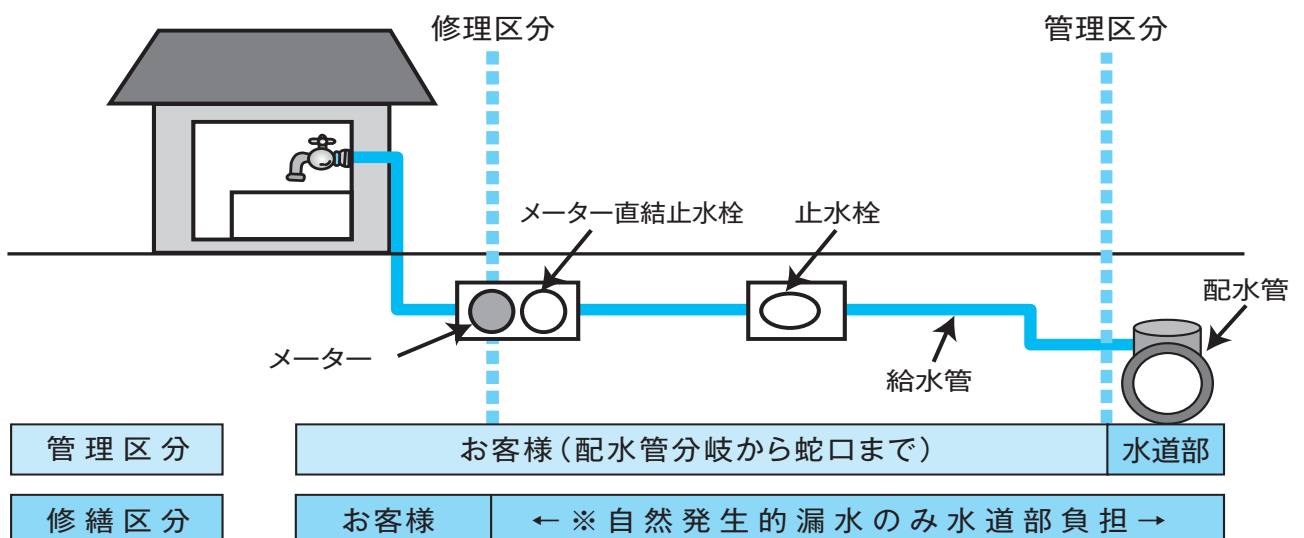 修理区分
管理区分
メーター直結止水栓
止水栓
配水管
メーター
給水管
管理区分
お客様（配水管分岐から蛇口まで）
水道部
修繕区分
お客様
←※自然発生的漏水のみ水道部負担→